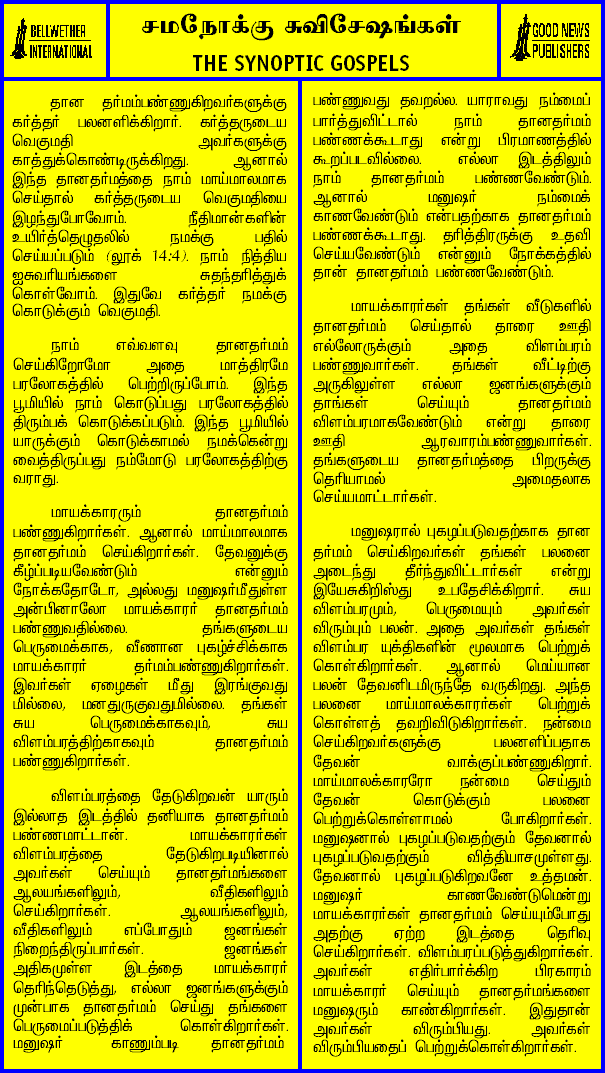 BELLWETHER
INTERNATIONAL
சமநோக்கு சுவிசேஷங்கள்
THE SYNOPTIC GOSPELS
GOOD NEWS
PUBLISHERS
தான தர்மம்பண்ணுகிறவர்களுக்கு
கர்த்தர் பலனளிக்கிறார். கர்த்தருடைய
வெகுமதி அவர்களுக்கு
காத்துக்கொண்டிருக்கிறது. ஆனால்
இந்த தானதர்மத்தை நாம் மாய்மாலமாக
செய்தால் கர்த்தருடைய வெகுமதியை
இழந்துபோவோம். நீதிமான்களின்
உயிர்த்தெழுதலில் நமக்கு பதில்
செய்யப்படும் (லூக் 14:4). நாம் நித்திய
ஐசுவரியங்களை சுதந்தரித்துக்
கொள்வோம். இதுவே கர்த்தர் நமக்கு
கொடுக்கும் வெகுமதி.
நாம் எவ்வளவு தானதர்மம்
செய்கிறோமோ அதை மாத்திரமே
பரலோகத்தில் பெற்றிருப்போம். இந்த
பூமியில் நாம் கொடுப்பது பரலோகத்தில்
திரும்பக் கொடுக்கப்படும். இந்த பூமியில்
யாருக்கும் கொடுக்காமல் நமக்கென்று
வைத்திருப்பது நம்மோடு பரலோகத்திற்கு
வராது.
மாயக்காரரும் தானதர்மம்
பண்ணுகிறார்கள். ஆனால் மாய்மாலமாக
தானதர்மம் செய்கிறார்கள். தேவனுக்கு
கீழ்ப்படியவேண்டும் என்னும்
நோக்கதோடோ, அல்லது மனுஷர்மீதுள்ள
அன்பினாலோ மாயக்காரர் தானதர்மம்
பண்ணுவதில்லை. தங்களுடைய
பெருமைக்காக, வீணான புகழ்ச்சிக்காக
மாயக்காரர் தர்மம்பண்ணுகிறார்கள்.
இவர்கள் ஏழைகள் மீது இரங்குவது
மில்லை, மனதுருகுவதுமில்லை. தங்கள்
சுய பெருமைக்காகவும், சுய
விளம்பரத்திற்காகவும் தானதர்மம்
பண்ணுகிறார்கள்.
விளம்பரத்தை தேடுகிறவன் யாரும்
இல்லாத இடத்தில் தனியாக தானதர்மம்
பண்ணமாட்டான். மாயக்காரர்கள்
விளம்பரத்தை தேடுகிறபடியினால்
அவர்கள் செய்யும் தானதர்மங்களை
ஆலயங்களிலும், வீதிகளிலும்
செய்கிறார்கள். ஆலயங்களிலும்,
வீதிகளிலும் எப்போதும் ஜனங்கள்
நிறைந்திருப்பார்கள். ஜனங்கள்
அதிகமுள்ள இடத்தை மாயக்காரர்
தெரிந்தெடுத்து, எல்லா ஜனங்களுக்கும்
முன்பாக தானதர்மம் செய்து தங்களை
பெருமைப்படுத்திக் கொள்கிறார்கள்.
மனுஷர் காணும்படி தானதர்மம்
பண்ணுவது தவறல்ல. யாராவது நம்மைப்
பார்த்துவிட்டால் நாம் தானதர்மம்
பண்ணக்கூடாது என்று பிரமாணத்தில்
கூறப்படவில்லை. எல்லா இடத்திலும்
நாம் தானதர்மம் பண்ணவேண்டும்.
ஆனால் மனுஷர் நம்மைக்
காணவேண்டும் என்பதற்காக தானதர்மம்
பண்ணக்கூடாது. தரித்திரருக்கு உதவி
செய்யவேண்டும் என்னும் நோக்கத்தில்
தான் தானதர்மம் பண்ணவேண்டும்.
மாயக்காரர்கள் தங்கள் வீடுகளில்
தானதர்மம் செய்தால் தாரை ஊதி
எல்லோருக்கும் அதை விளம்பரம்
பண்ணுவார்கள். தங்கள் வீட்டிற்கு
அருகிலுள்ள எல்லா ஜனங்களுக்கும்
தாங்கள் செய்யும் தானதர்மம்
விளம்பரமாகவேண்டும் என்று தாரை
ஊதி ஆரவாரம்பண்ணுவார்கள்.
தங்களுடைய தானதர்மத்தை பிறருக்கு
தெரியாமல் அமைதலாக
செய்யமாட்டார்கள்.
மனுஷரால் புகழப்படுவதற்காக தான
தர்மம் செய்கிறவர்கள் தங்கள் பலனை
அடைந்து தீர்ந்துவிட்டார்கள் என்று
இயேசுகிறிஸ்து உபதேசிக்கிறார். சுய
விளம்பரமும், பெருமையும் அவர்கள்
விரும்பும் பலன். அதை அவர்கள் தங்கள்
விளம்பர யுக்திகளின் மூலமாக பெற்றுக்
கொள்கிறார்கள். ஆனால் மெய்யான
பலன் தேவனிடமிருந்தே வருகிறது. அந்த
பலனை மாய்மாலக்காரர்கள் பெற்றுக்
கொள்ளத் தவறிவிடுகிறார்கள். நன்மை
செய்கிறவர்களுக்கு பலனளிப்பதாக
தேவன் வாக்குப்பண்ணுகிறார்.
மாய்மாலக்காரரோ நன்மை செய்தும்
தேவன் கொடுக்கும் பலனை
பெற்றுக்கொள்ளாமல் போகிறார்கள்.
மனுஷனால் புகழப்படுவதற்கும் தேவனால்
புகழப்படுவதற்கும் வித்தியாசமுள்ளது.
தேவனால் புகழப்படுகிறவனே உத்தமன்.
மனுஷர் காணவேண்டுமென்று
மாயக்காரர்கள் தானதர்மம் செய்யும்போது
அதற்கு ஏற்ற இடத்தை தெரிவு
செய்கிறார்கள். விளம்பரப்படுத்துகிறார்கள்.
அவர்கள் எதிர்பார்க்கிற பிரகாரம்
மாயக்காரர் செய்யும் தானதர்மங்களை
மனுஷரும் காண்கிறார்கள். இதுதான்
அவர்கள் விரும்பியது. அவர்கள்
விரும்பியதைப் பெற்றுக்கொள்கிறார்கள்.